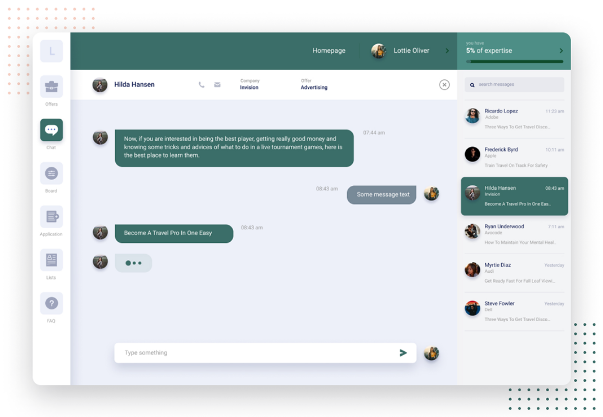 L
Homepage
Lottie Oliver
5% of expertise
Offers
Chat
Board
Application
Lists
FAQ
Hilda Hansen
Company
Invision
Offer
Advertising
Now, if you are interested in being the best player, getting really good money and
knowing some tricks and advices of what to do in a live tournament games, here is
the best place to learn them.
07:44 am
08:43 am
Some message text
Become A Travel Pro In One Easy
08:43 am
Type something
Search messages
Ricardo Lopez
11:23 am
Adobe
Three Ways To Get Travel Disco...
Frederick Byrd
10:11 am
Apple
Train Travel On Track For Safety
Hilda Hansen
08:43 am
Invision
Become A Travel Pro In One Eas..
Ryan Underwood
7:11 am
How To Maintain Your Mental Heal..
Myrtie Diaz
Yesterday
Get Ready Fast For Fall Leaf Viewi..
Steve Fowler
Yesterday
Three Ways To Get Travel Disco...